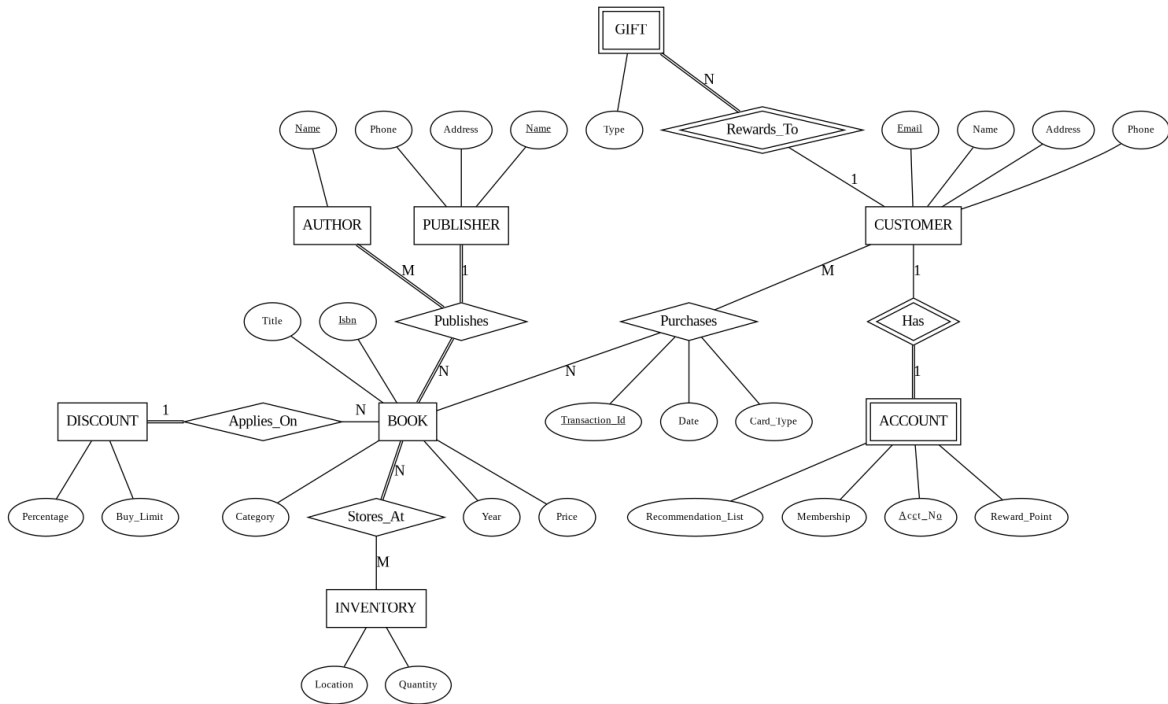 GIFT
N
Name
Phone
Address
Name
Type
Rewards_To
Email
Name
Address
Phone
1
AUTHOR
PUBLISHER
CUSTOMER
M
1
M
1
Title
Isbn
Publishes
Purchases
Has
N
N
1
DISCOUNT
1
Applies_On
N
BOOK
Transaction_Id
Date
Card_Type
ACCOUNT
N
Percentage
Buy_Limit
Category
Stores_At
Year
Price
Recommendation_List
Membership
Acct_No
Reward_Point
M
INVENTORY
Location
Quantity